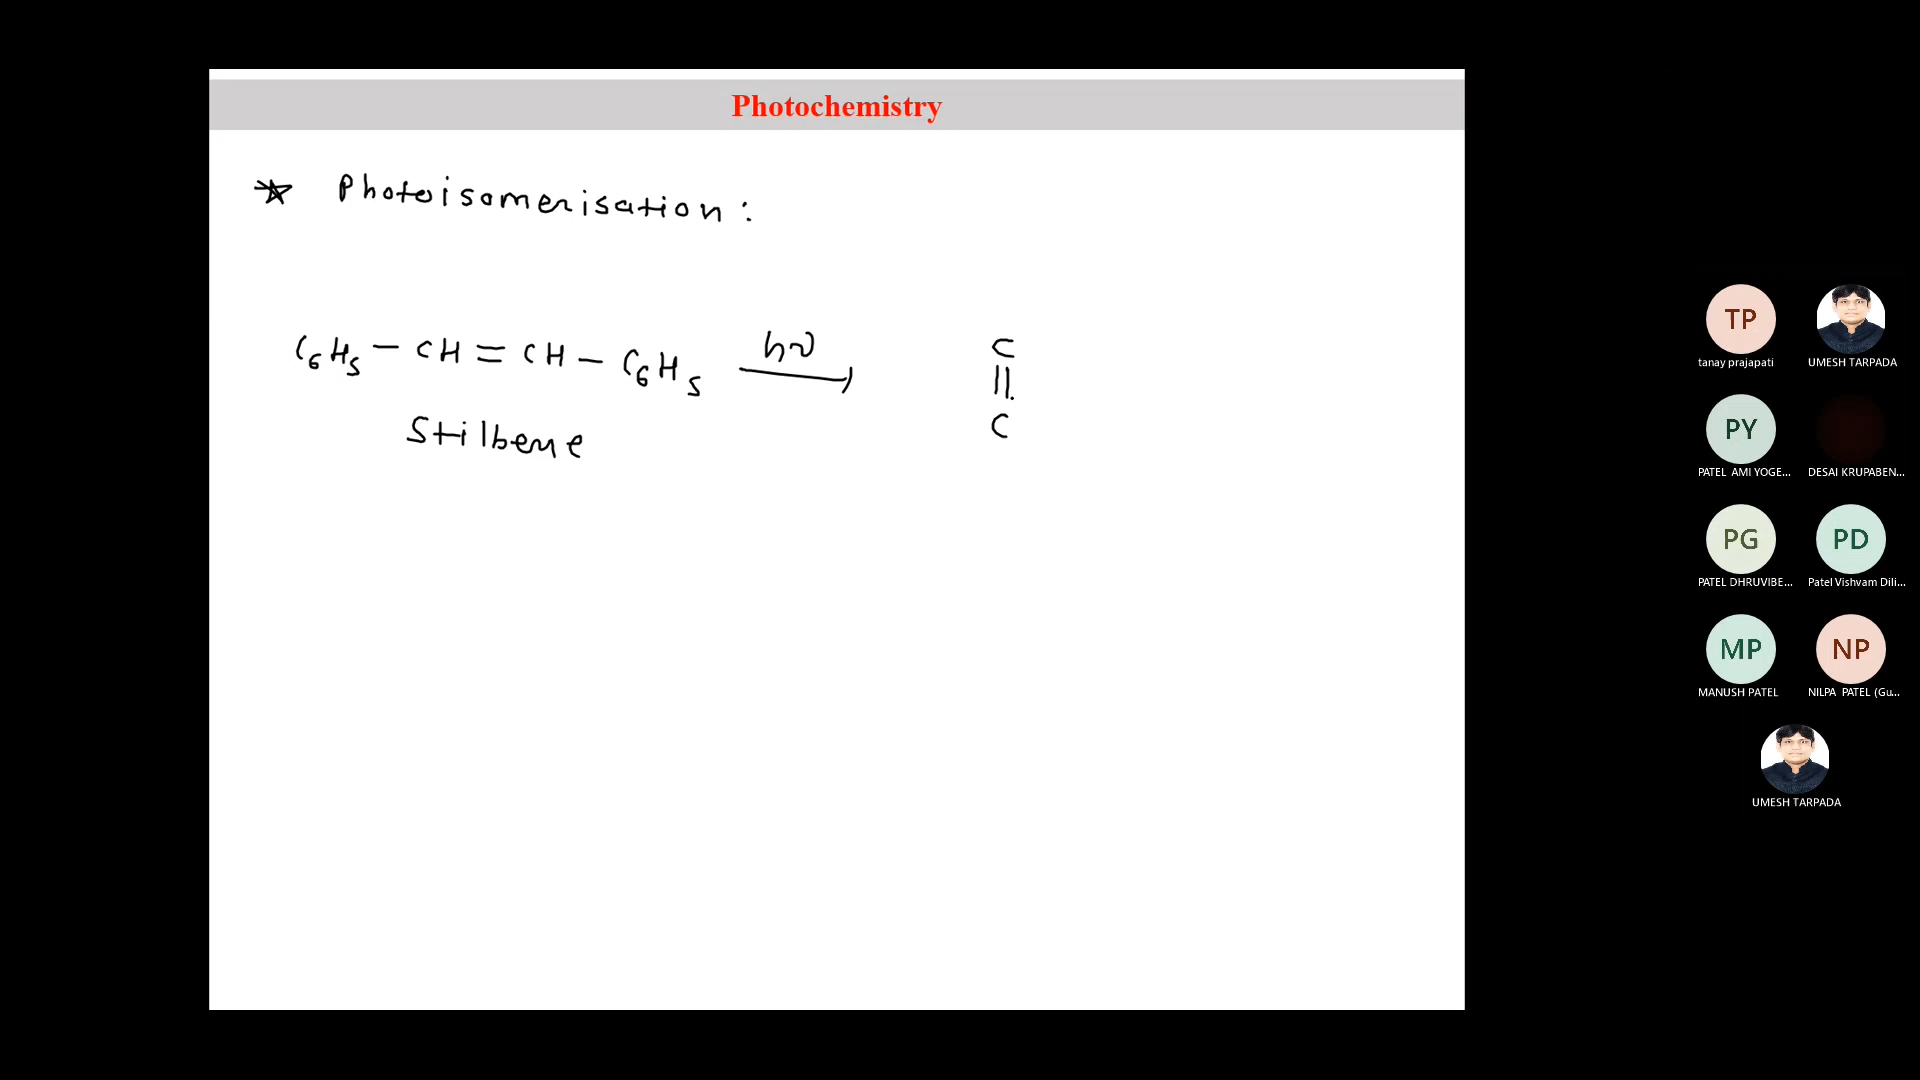 Photochemistry
Photoisomerisation :
C6H5 — CH = CH — C6H5 hν → C
||
C
Stilbene
TP
tanay prajapati
UMESH TARPADA
PY
PATEL AMI YOGE...
DESAI KRUPABEN...
PG
PATEL DHRUVIBE...
PD
Patel Vishvam Dili...
MP
MANUSH PATEL
NP
NILPA PATEL (Gu...
UMESH TARPADA